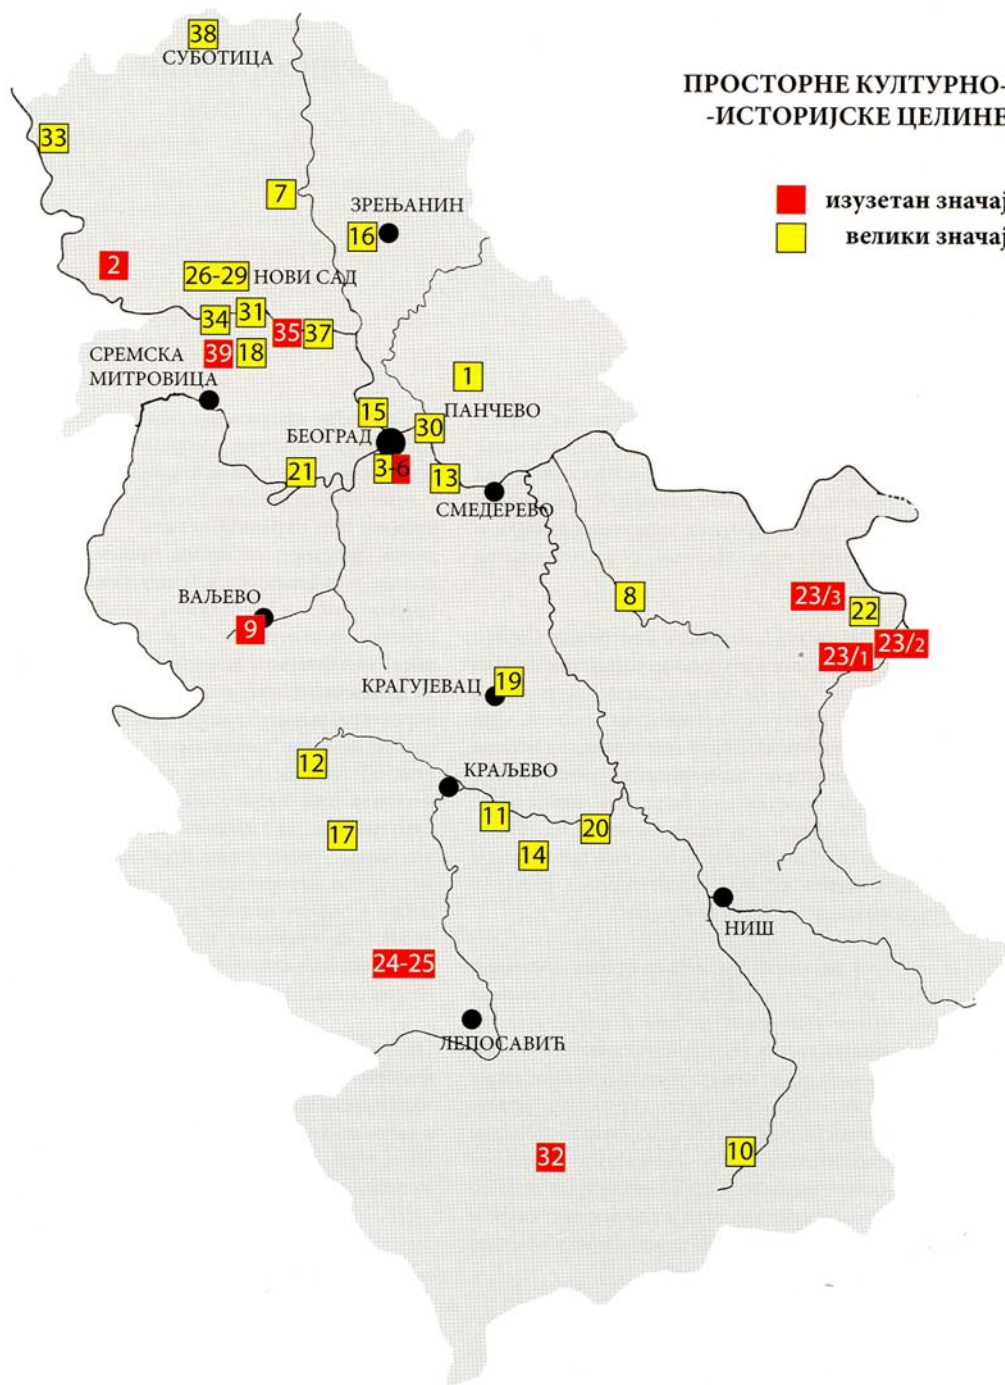 ПРОСТОРНЕ КУЛТУРНО-
-ИСТОРИЈСКЕ ЦЕЛИНЕ
изузетан значај
велики значај
38
СУБОТИЦА
33
7
ЗРЕЊАНИН
16
2
26-29 НОВИ САД
34
31
35
37
39
18
СРЕМСКА
МИТРОВИЦА
1
15
ПАНЧЕВО
30
БЕОГРАД
3-6
21
13
СМЕДЕРЕВО
8
23/3
22
ВАЉЕВО
9
23/2
23/1
КРАГУЈЕВАЦ
19
12
КРАЉЕВО
11
20
17
14
НИШ
24-25
ЛЕПОСАВИЋ
32
10